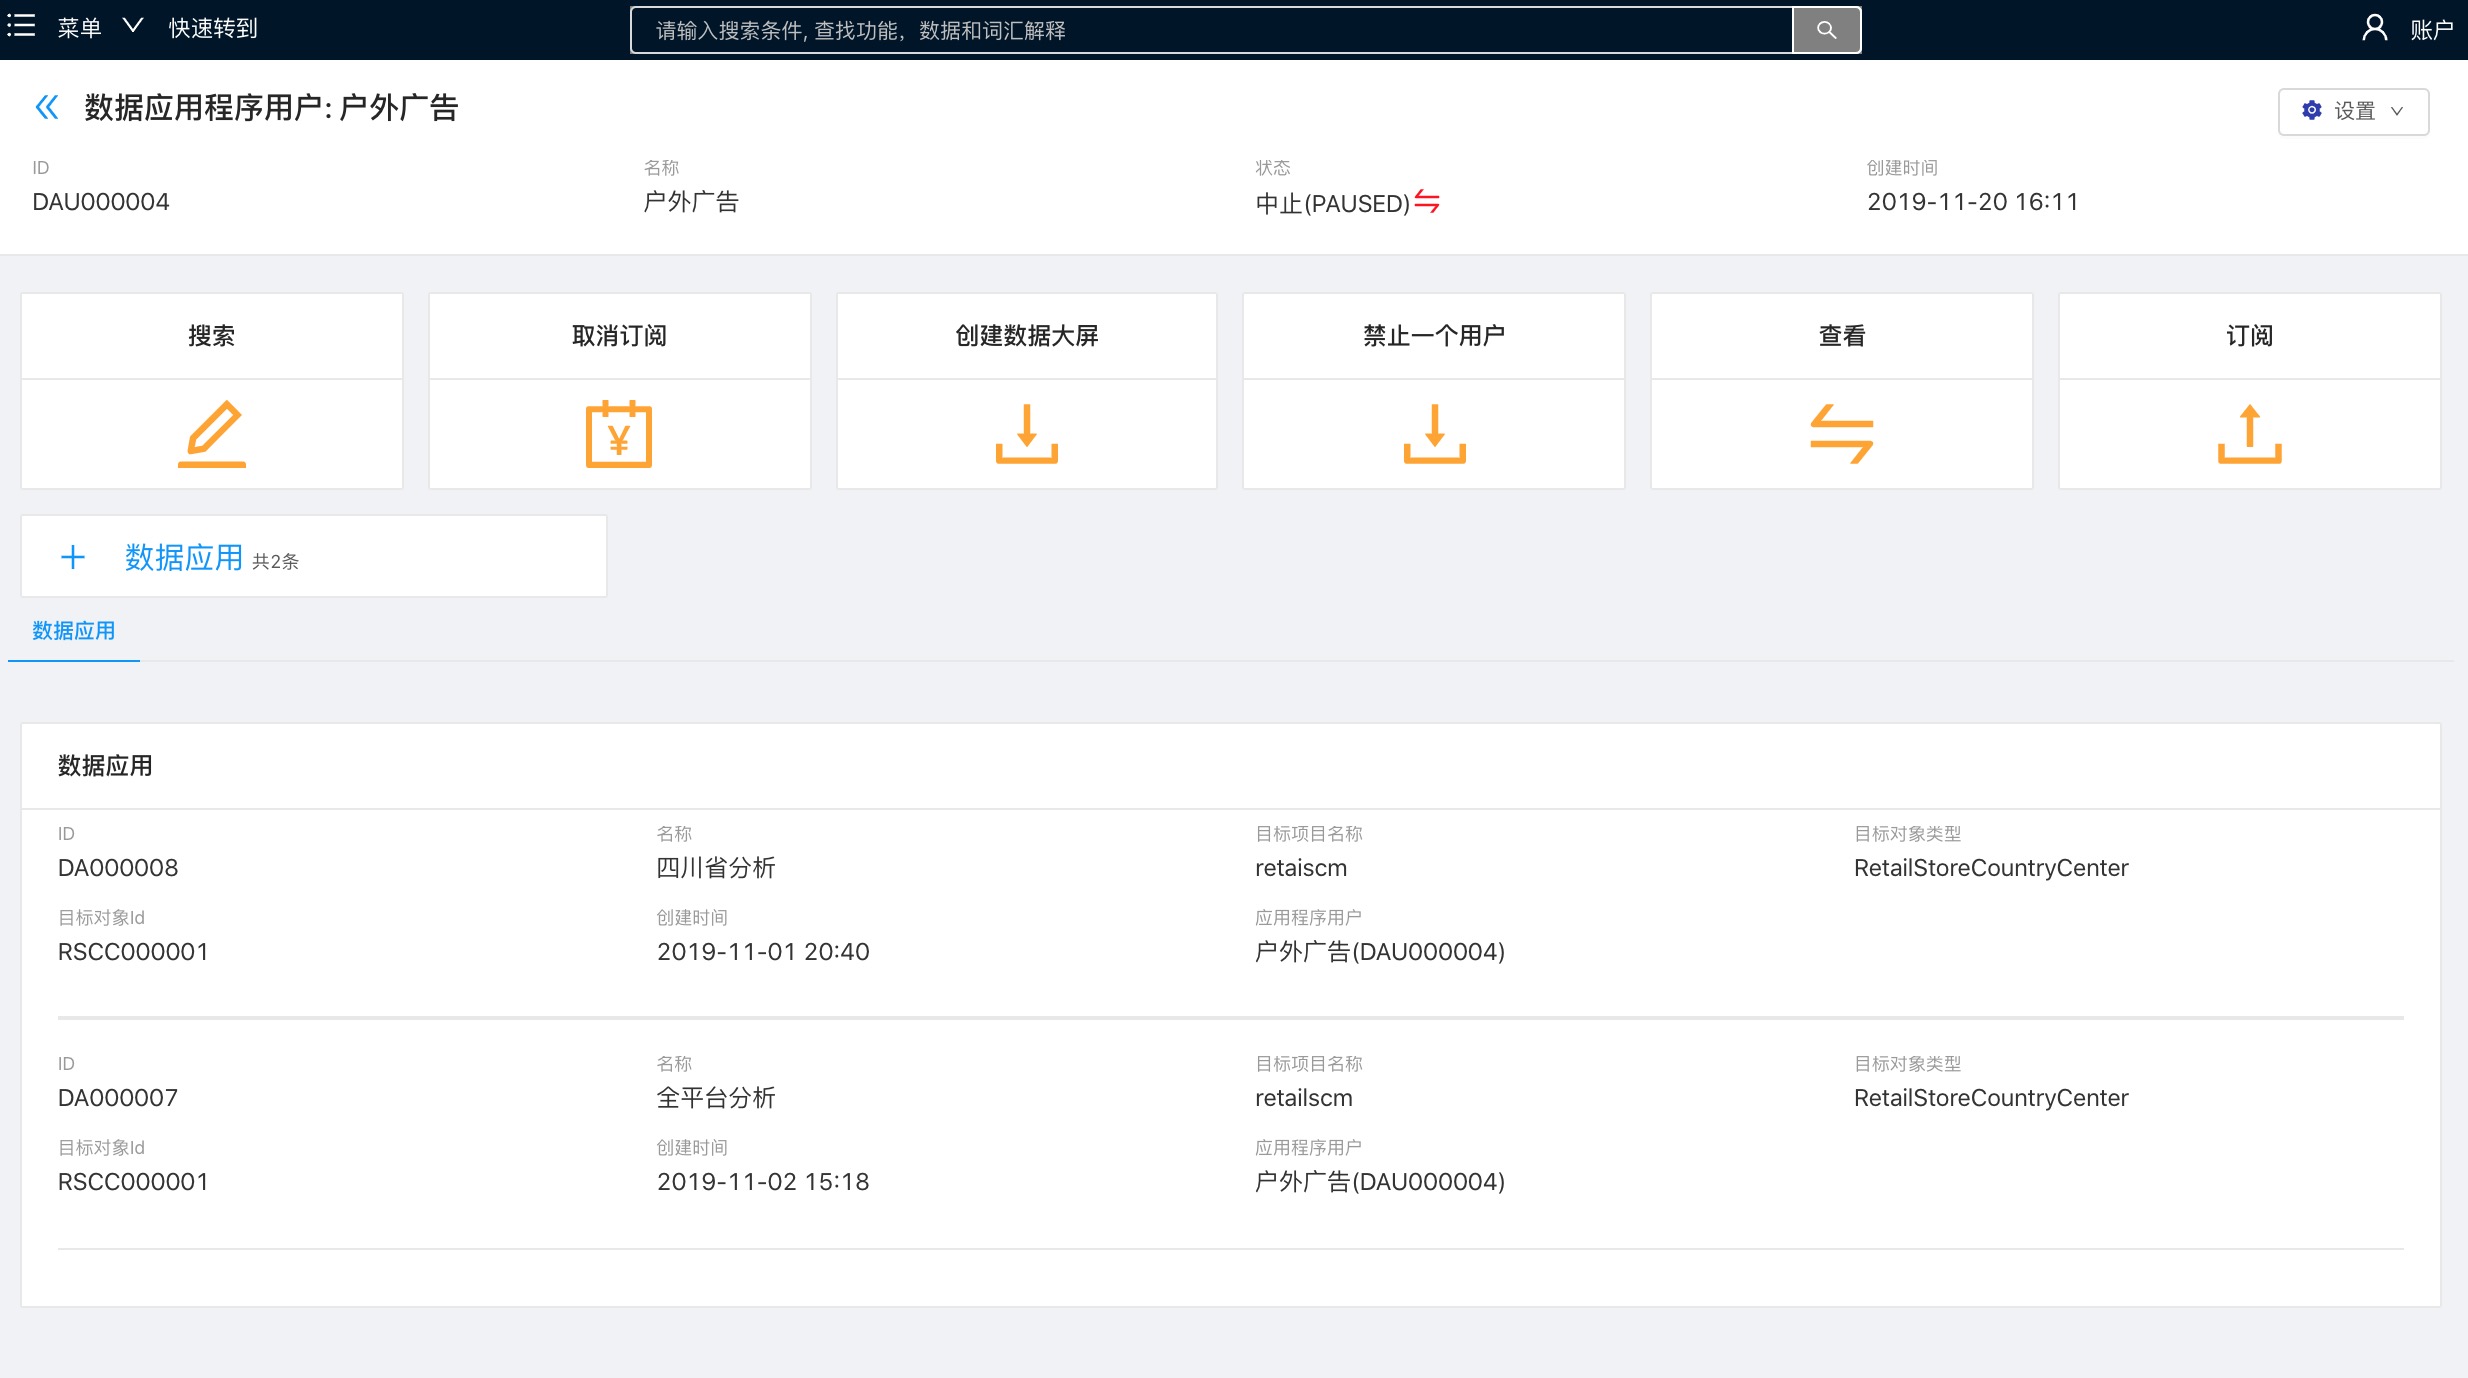 菜单 快速转到 请输入搜索条件, 查找功能，数据和词汇解释 账户
数据应用程序用户: 户外广告 设置
ID 名称 状态 创建时间
DAU000004 户外广告 中止(PAUSED) 2019-11-20 16:11
搜索 取消订阅 创建数据大屏 禁止一个用户 查看 订阅
数据应用 共2条
数据应用
数据应用
ID 名称 目标项目名称 目标对象类型
DA000008 四川省分析 retaiscm RetailStoreCountryCenter
目标对象Id 创建时间 应用程序用户
RSCC000001 2019-11-01 20:40 户外广告(DAU000004)
ID 名称 目标项目名称 目标对象类型
DA000007 全平台分析 retailscm RetailStoreCountryCenter
目标对象Id 创建时间 应用程序用户
RSCC000001 2019-11-02 15:18 户外广告(DAU000004)